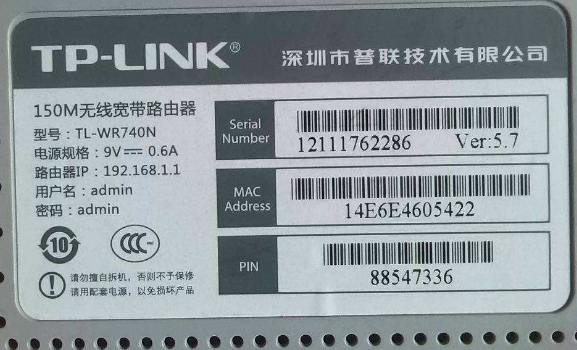 TP-LINK® 深圳市普联技术有限公司
150M无线宽带路由器
型号：TL-WR740N
电源规格：9V⎓0.6A
路由器IP：192.168.1.1
用户名：admin
密码：admin
10
CCC
请勿擅自拆机，否则不予保修
请用配套电源，以免损坏产品
Serial
Number
12111762286 Ver:5.7
MAC
Address
14E6E4605422
PIN
88547336